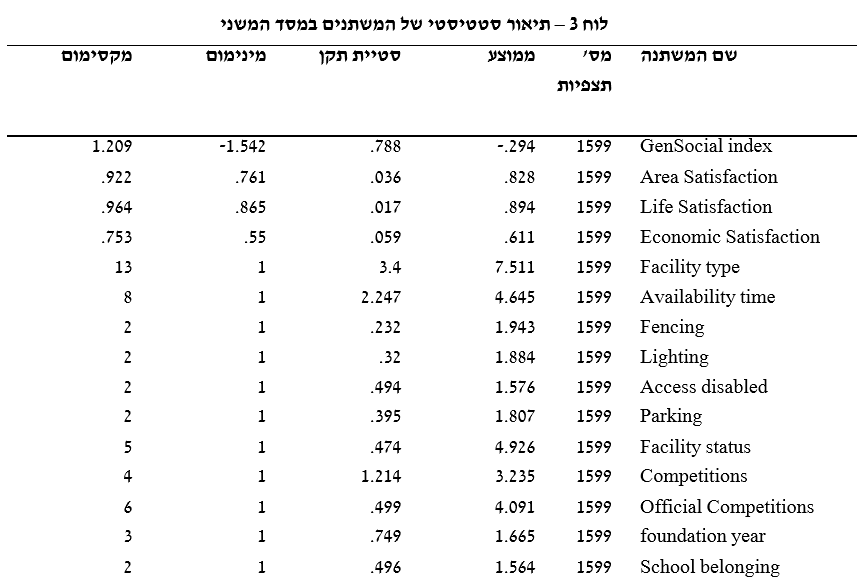 לוח 3 – תיאור סטטיסטי של המשתנים במסד המשני
שם המשתנה מס׳ תצפיות ממוצע סטיית תקן מינימום מקסימום
GenSocial index 1599 -.294 .788 -1.542 1.209
Area Satisfaction 1599 .828 .036 .761 .922
Life Satisfaction 1599 .894 .017 .865 .964
Economic Satisfaction 1599 .611 .059 .55 .753
Facility type 1599 7.511 3.4 1 13
Availability time 1599 4.645 2.247 1 8
Fencing 1599 1.943 .232 1 2
Lighting 1599 1.884 .32 1 2
Access disabled 1599 1.576 .494 1 2
Parking 1599 1.807 .395 1 2
Facility status 1599 4.926 .474 1 5
Competitions 1599 3.235 1.214 1 4
Official Competitions 1599 4.091 .499 1 6
foundation year 1599 1.665 .749 1 3
School belonging 1599 1.564 .496 1 2